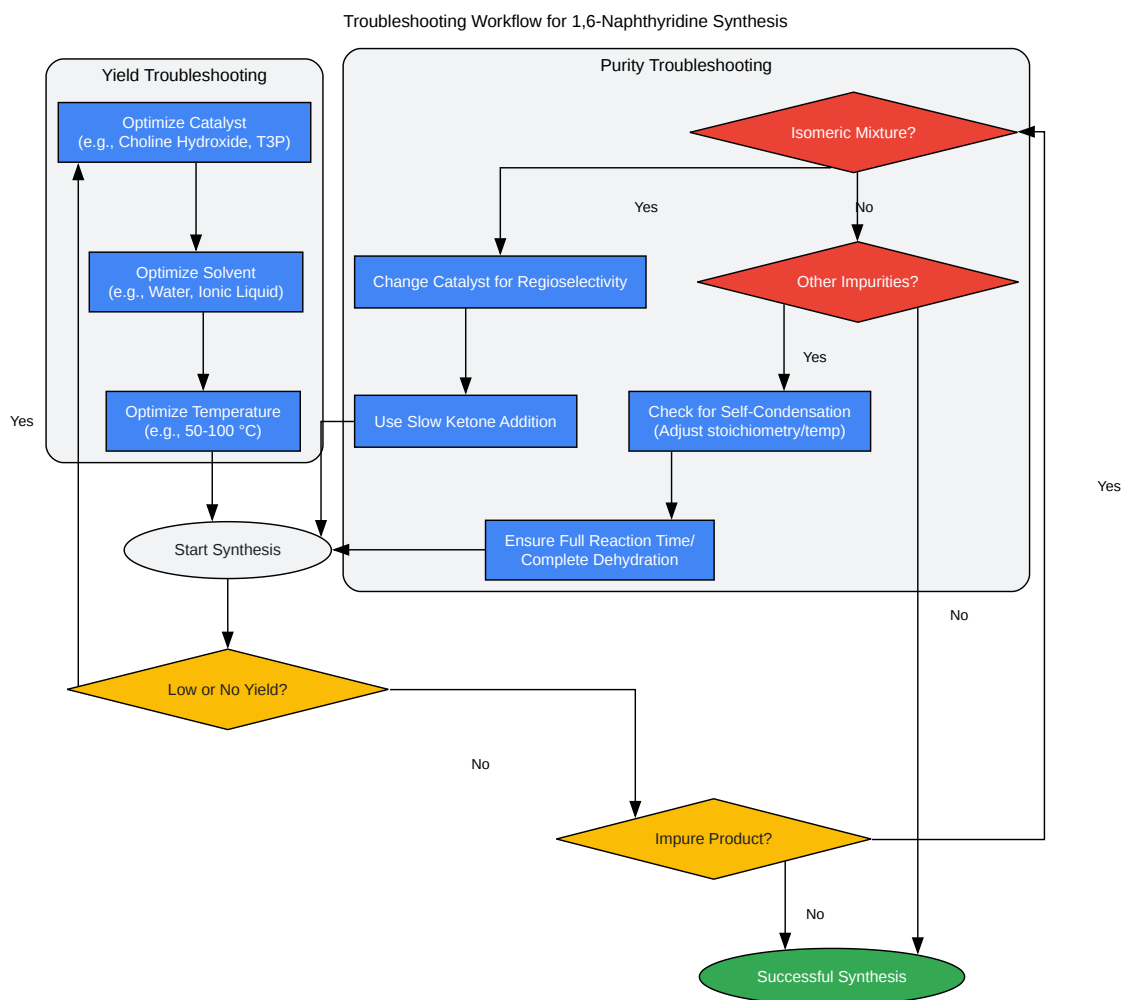 Troubleshooting Workflow for 1,6-Naphthyridine Synthesis
Yield Troubleshooting
Optimize Catalyst
(e.g., Choline Hydroxide, T3P)
Optimize Solvent
(e.g., Water, Ionic Liquid)
Optimize Temperature
(e.g., 50-100 °C)
Purity Troubleshooting
Isomeric Mixture?
Yes
No
Change Catalyst for Regioselectivity
Other Impurities?
Yes
Use Slow Ketone Addition
Check for Self-Condensation
(Adjust stoichiometry/temp)
Ensure Full Reaction Time/
Complete Dehydration
Yes
Yes
Start Synthesis
No
Low or No Yield?
No
Impure Product?
No
Successful Synthesis